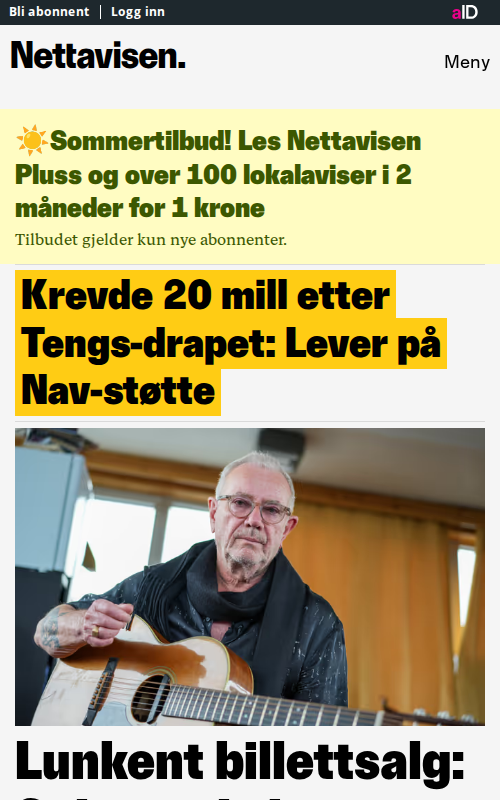 Bli abonnent
Logg inn
aID
Nettavisen.
Meny
☀️Sommertilbud! Les Nettavisen
Pluss og over 100 lokalaviser i 2
måneder for 1 krone
Tilbudet gjelder kun nye abonnenter.
Krevde 20 mill etter
Tengs-drapet: Lever på
Nav-støtte
Lunkent billettsalg: